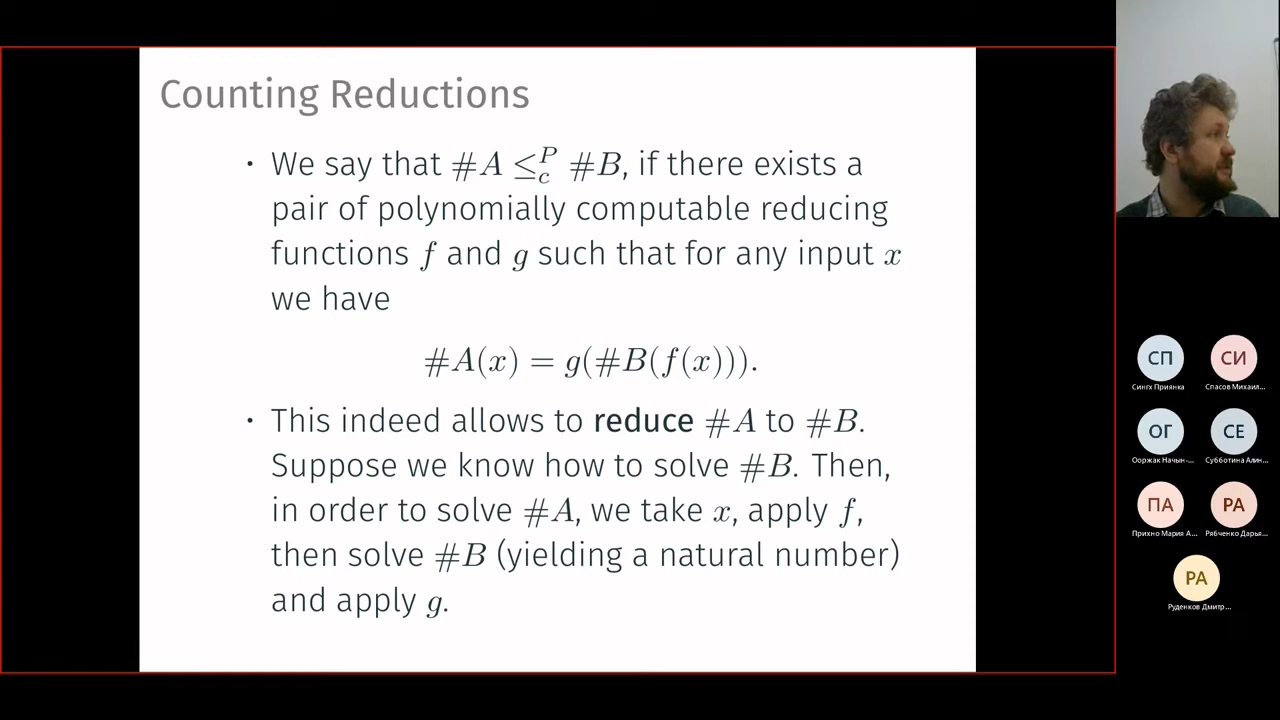 Counting Reductions
• We say that #A ≤_c^P #B, if there exists a
pair of polynomially computable reducing
functions f and g such that for any input x
we have
#A(x) = g(#B(f(x))).
• This indeed allows to reduce #A to #B.
Suppose we know how to solve #B. Then,
in order to solve #A, we take x, apply f,
then solve #B (yielding a natural number)
and apply g.
СП СИ
Сингх Приянка Спасов Михаил...
ОГ СЕ
Ооржак Начын-... Субботина Алин...
ПА РА
Прихно Мария А... Рябченко Дарья...
РА
Руденков Дмитр...